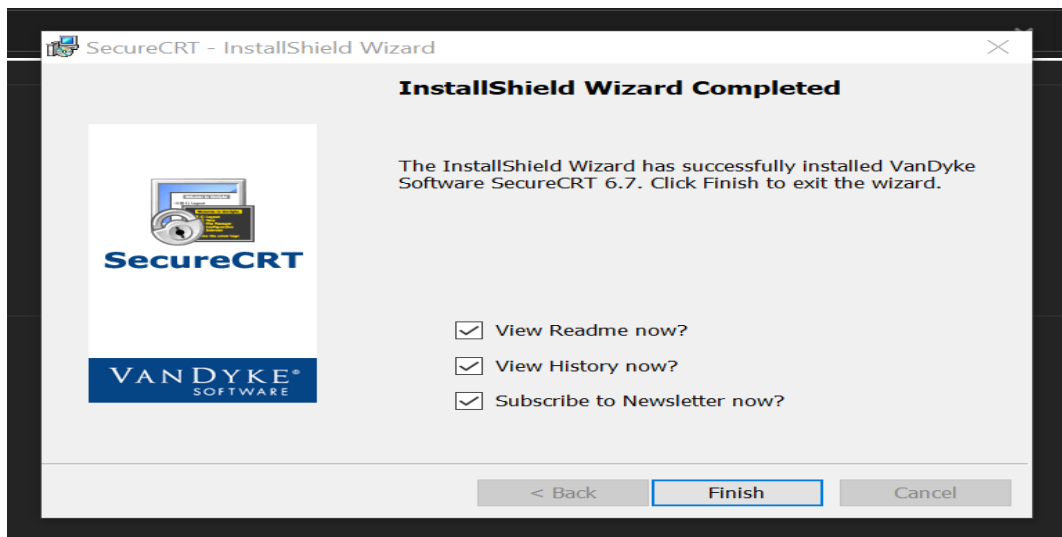 SecureCRT - InstallShield Wizard
InstallShield Wizard Completed
The InstallShield Wizard has successfully installed VanDyke
Software SecureCRT 6.7. Click Finish to exit the wizard.
SecureCRT
VANDYKE®
SOFTWARE
View Readme now?
View History now?
Subscribe to Newsletter now?
< Back
Finish
Cancel